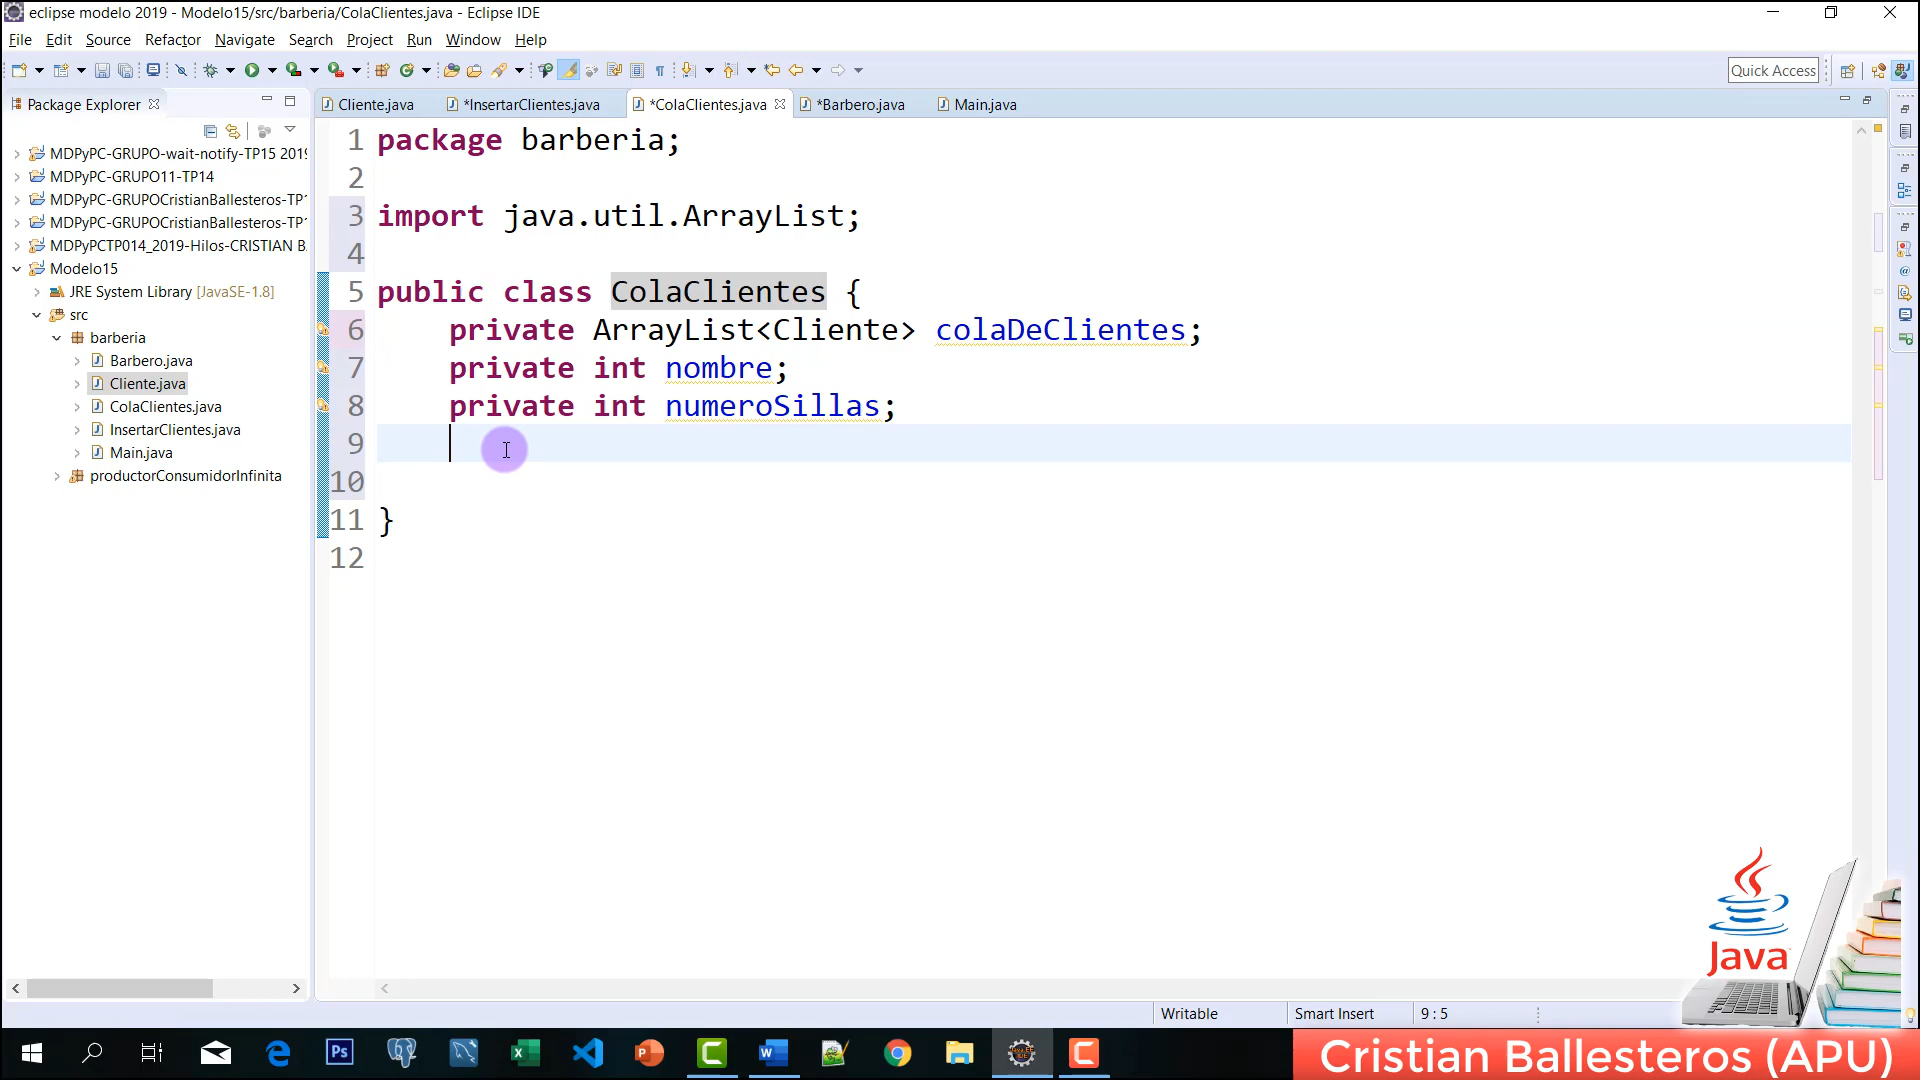 eclipse modelo 2019 - Modelo15/src/barberia/ColaClientes.java - Eclipse IDE
File Edit Source Refactor Navigate Search Project Run Window Help
Quick Access
Package Explorer
Cliente.java *InsertarClientes.java *ColaClientes.java *Barbero.java Main.java
MDPyPC-GRUPO-wait-notify-TP15 2019
MDPyPC-GRUPO11-TP14
MDPyPC-GRUPOCristianBallesteros-TP1
MDPyPC-GRUPOCristianBallesteros-TP1
MDPyPCTP014_2019-Hilos-CRISTIAN B
Modelo15
JRE System Library [JavaSE-1.8]
src
barberia
Barbero.java
Cliente.java
ColaClientes.java
InsertarClientes.java
Main.java
productorConsumidorInfinita
1 package barberia;
2
3 import java.util.ArrayList;
4
5 public class ColaClientes {
6 private ArrayList<Cliente> colaDeClientes;
7 private int nombre;
8 private int numeroSillas;
9
10
11 }
12
Writable Smart Insert 9 : 5
Java
Ps
Cristian Ballesteros (APU)